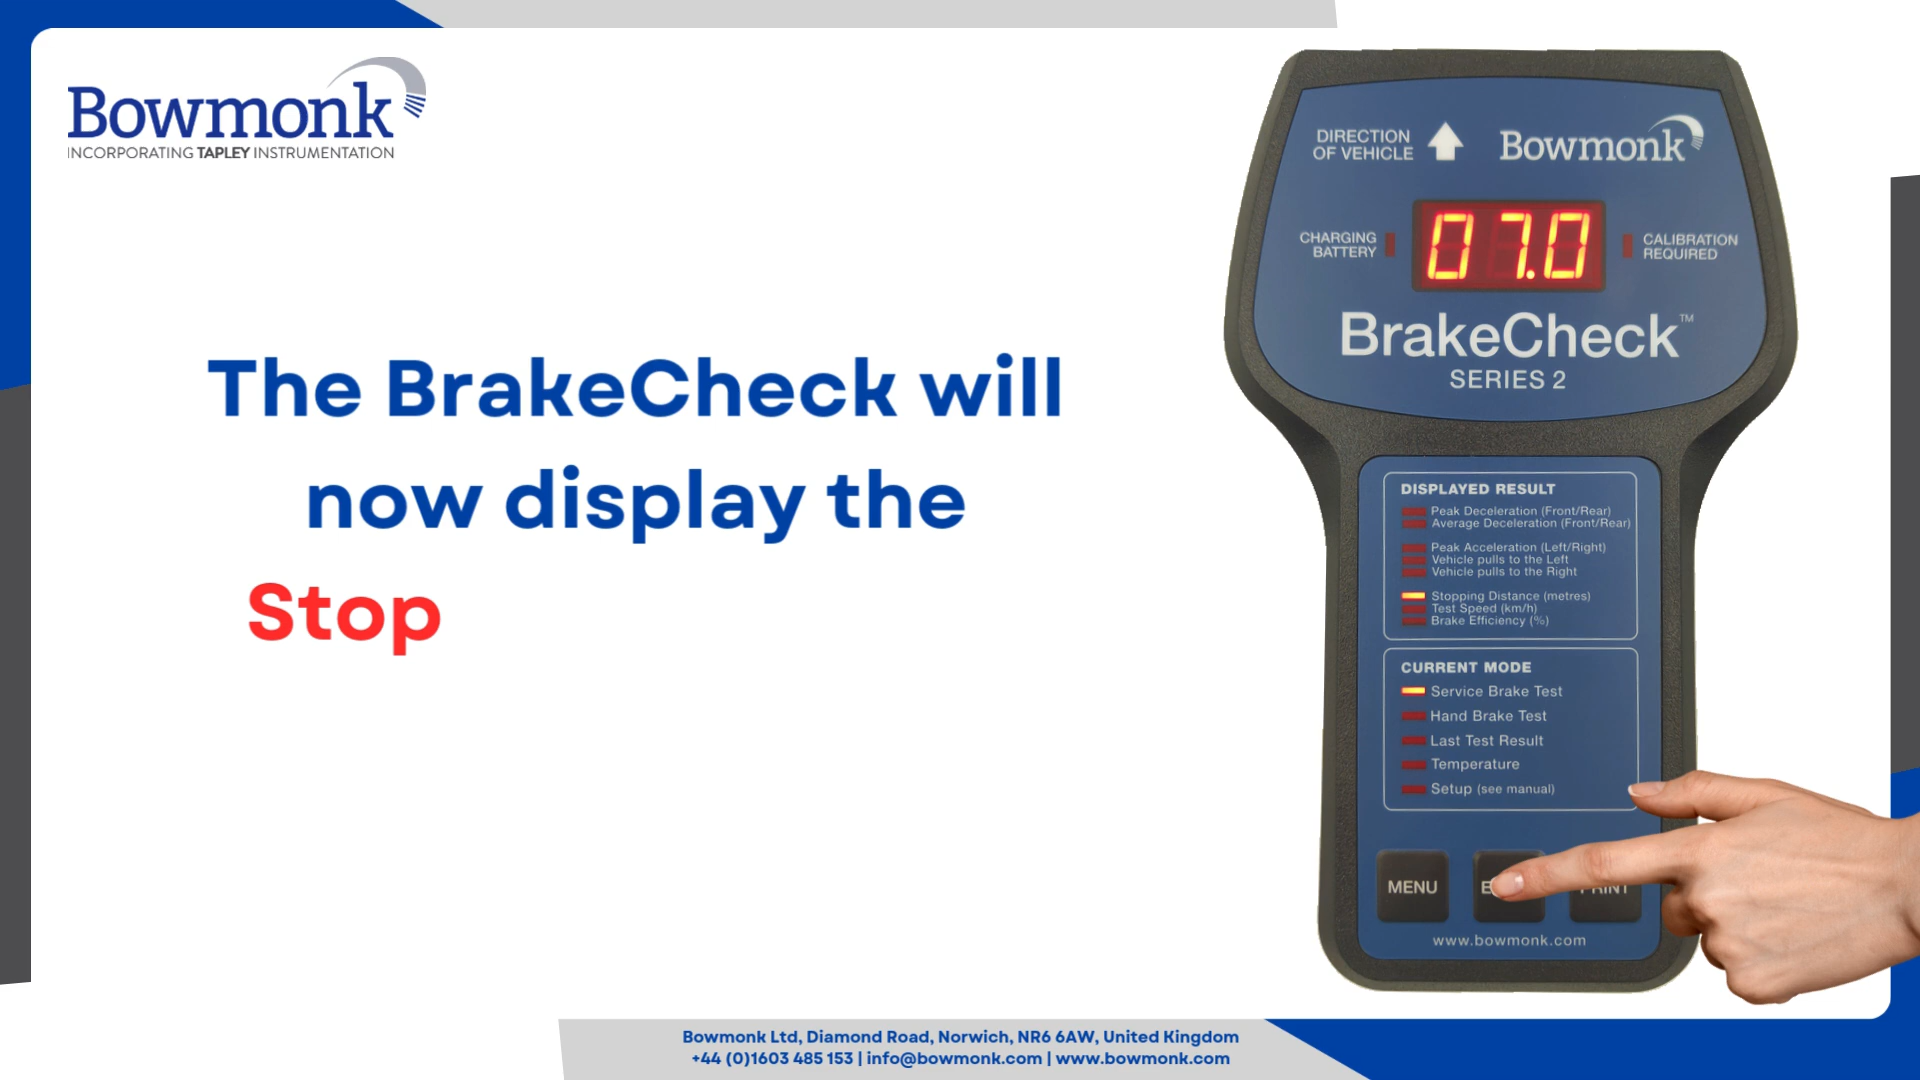 Bowmonk
INCORPORATING TAPLEY INSTRUMENTATION
The BrakeCheck will
now display the
Stop
DIRECTION
OF VEHICLE
Bowmonk
CHARGING
BATTERY
07.0
CALIBRATION
REQUIRED
BrakeCheck™
SERIES 2
DISPLAYED RESULT
Peak Deceleration (Front/Rear)
Average Deceleration (Front/Rear)
Peak Acceleration (Left/Right)
Vehicle pulls to the Left
Vehicle pulls to the Right
Stopping Distance (metres)
Test Speed (km/h)
Brake Efficiency (%)
CURRENT MODE
Service Brake Test
Hand Brake Test
Last Test Result
Temperature
Setup (see manual)
MENU
PRINT
www.bowmonk.com
Bowmonk Ltd, Diamond Road, Norwich, NR6 6AW, United Kingdom
+44 (0)1603 485 153 | info@bowmonk.com | www.bowmonk.com